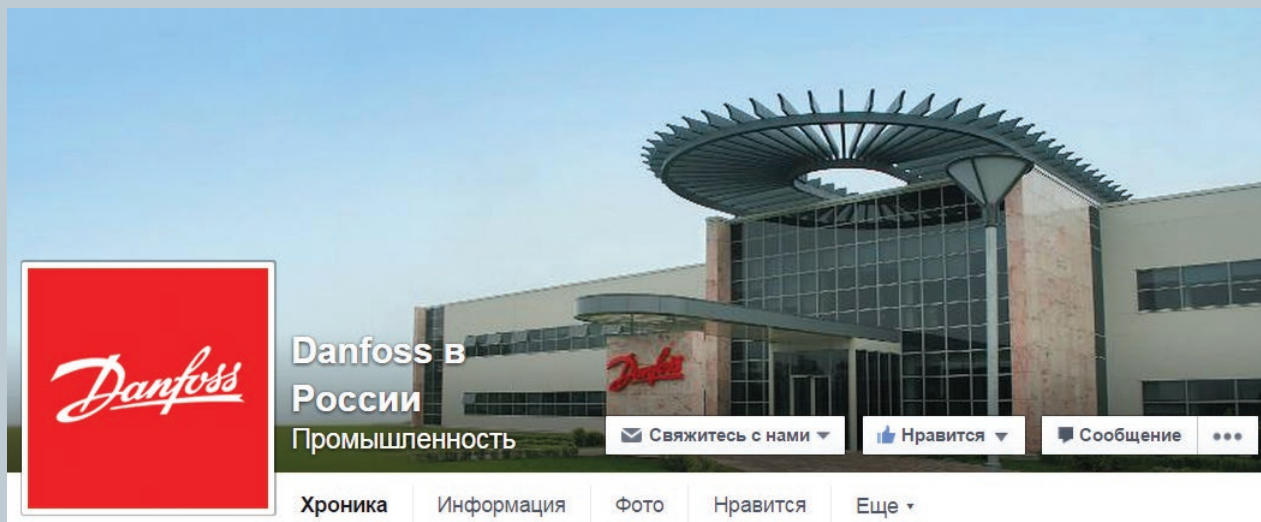 Danfoss
Danfoss
Danfoss в
России
Промышленность
Свяжитесь с нами
Нравится
Сообщение
Хроника Информация Фото Нравится Еще